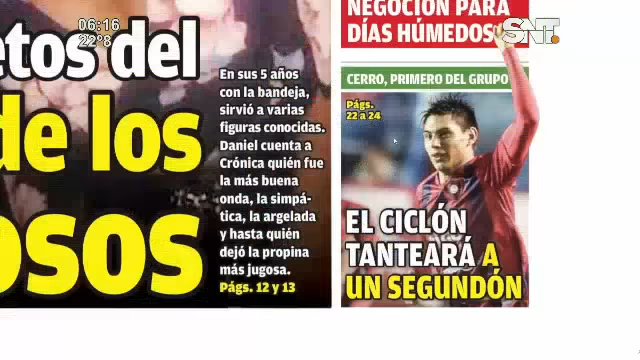 06:16
22°8
etos del
de los
osos
En sus 5 años
con la bandeja,
sirvió a varias
figuras conocidas.
Daniel cuenta a
Crónica quién fue
la más buena
onda, la simpá-
tica, la argelada
y hasta quién
dejó la propina
más jugosa.
Págs. 12 y 13
NEGOCIÓN PARA
DÍAS HÚMEDOS
SNT.
CERRO, PRIMERO DEL GRUPO
Págs.
22 a 24
EL CICLÓN
TANTEARÁ A
UN SEGUNDÓN